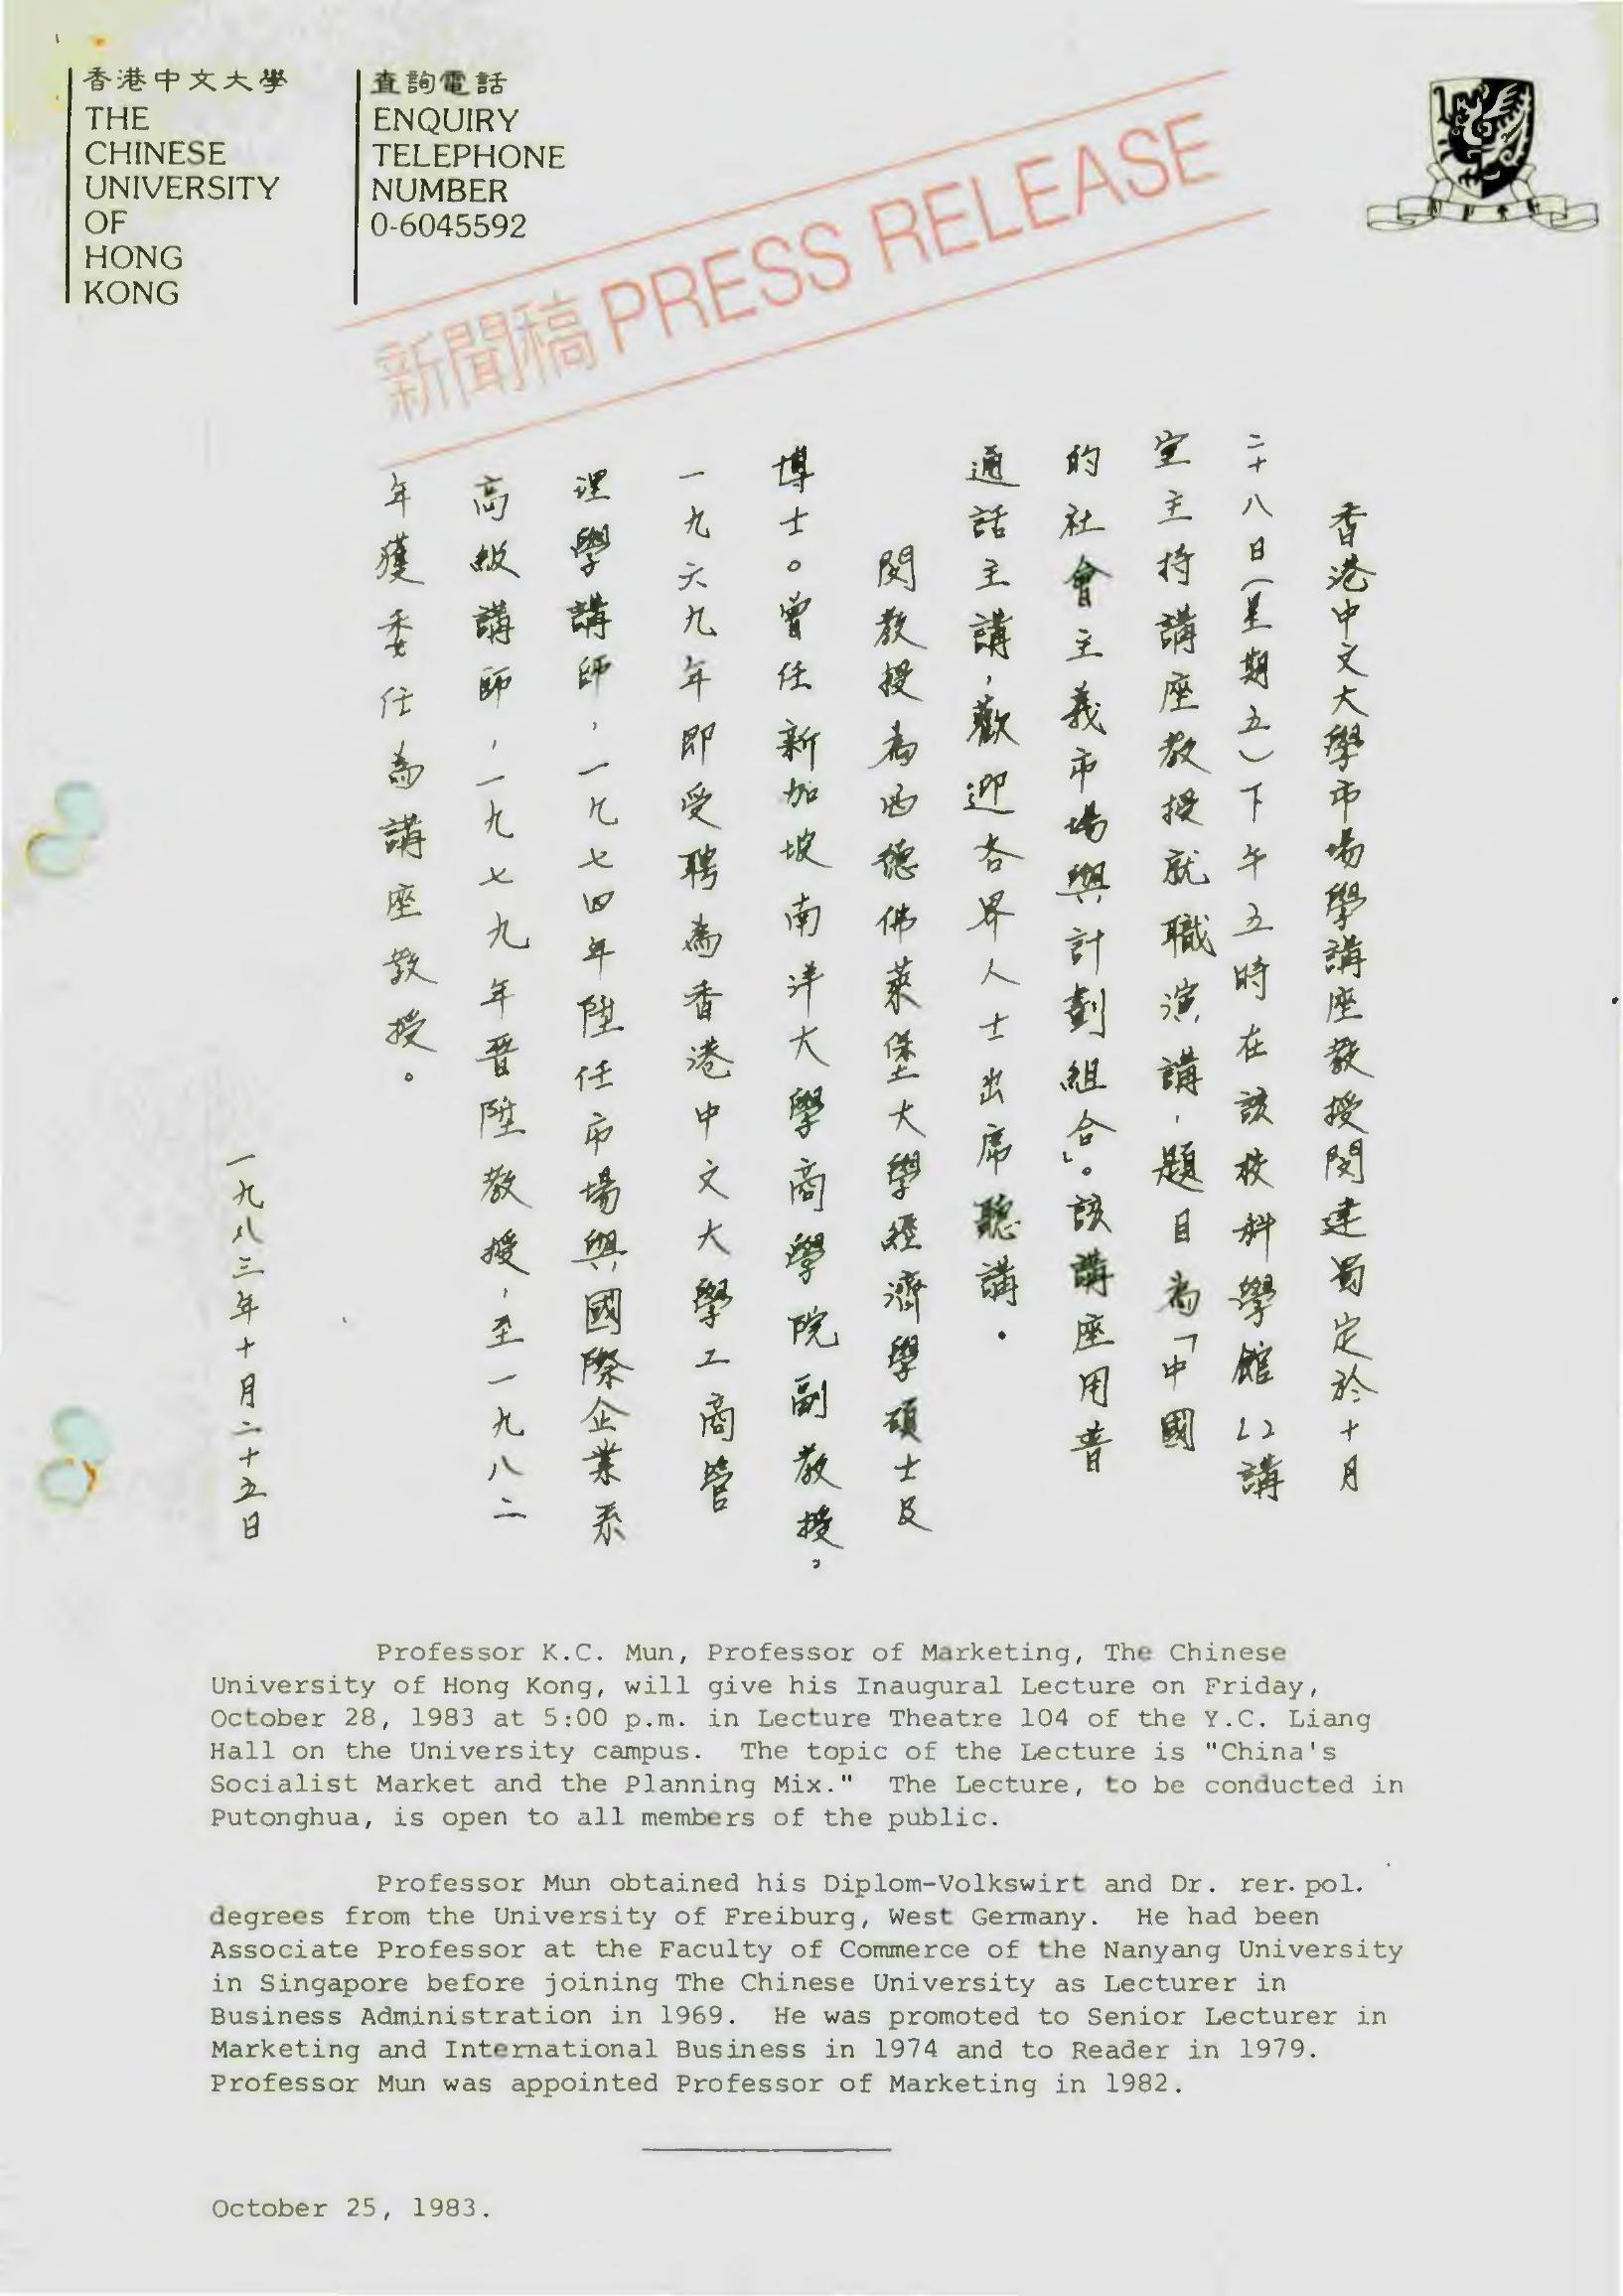 香港中文大學
THE
CHINESE
UNIVERSITY
OF
HONG
KONG
查詢電話
ENQUIRY
TELEPHONE
NUMBER
0-6045592
新聞稿 PRESS RELEASE
香港中文大學市場學講座教授閔建蜀定於十月
二十八日(星期五)下午五時在該校科學館L2講
室主持講座教授就職演講,題目為「中國
的社會主義市場與計劃組合」。該講座用普
通話主講,歡迎各界人士出席聽講.
閔教授為西德佛萊堡大學經濟學碩士及
博士。曾任新加坡南洋大學商學院副教授,
一九六九年即受聘為香港中文大學工商管
理學講師,一九七四年陞任市場與國際企業系
高級講師,一九七九年晉陞教授,至一九八二
年獲委任為講座教授。
一九八三年十月二十五日
Professor K.C. Mun, Professor of Marketing, The Chinese
University of Hong Kong, will give his Inaugural Lecture on Friday,
October 28, 1983 at 5:00 p.m. in Lecture Theatre 104 of the Y.C. Liang
Hall on the University campus. The topic of the Lecture is "China's
Socialist Market and the Planning Mix." The Lecture, to be conducted in
Putonghua, is open to all members of the public.
Professor Mun obtained his Diplom-Volkswirt and Dr. rer. pol.
degrees from the University of Freiburg, West Germany. He had been
Associate Professor at the Faculty of Commerce of the Nanyang University
in Singapore before joining The Chinese University as Lecturer in
Business Administration in 1969. He was promoted to Senior Lecturer in
Marketing and International Business in 1974 and to Reader in 1979.
Professor Mun was appointed Professor of Marketing in 1982.
October 25, 1983.